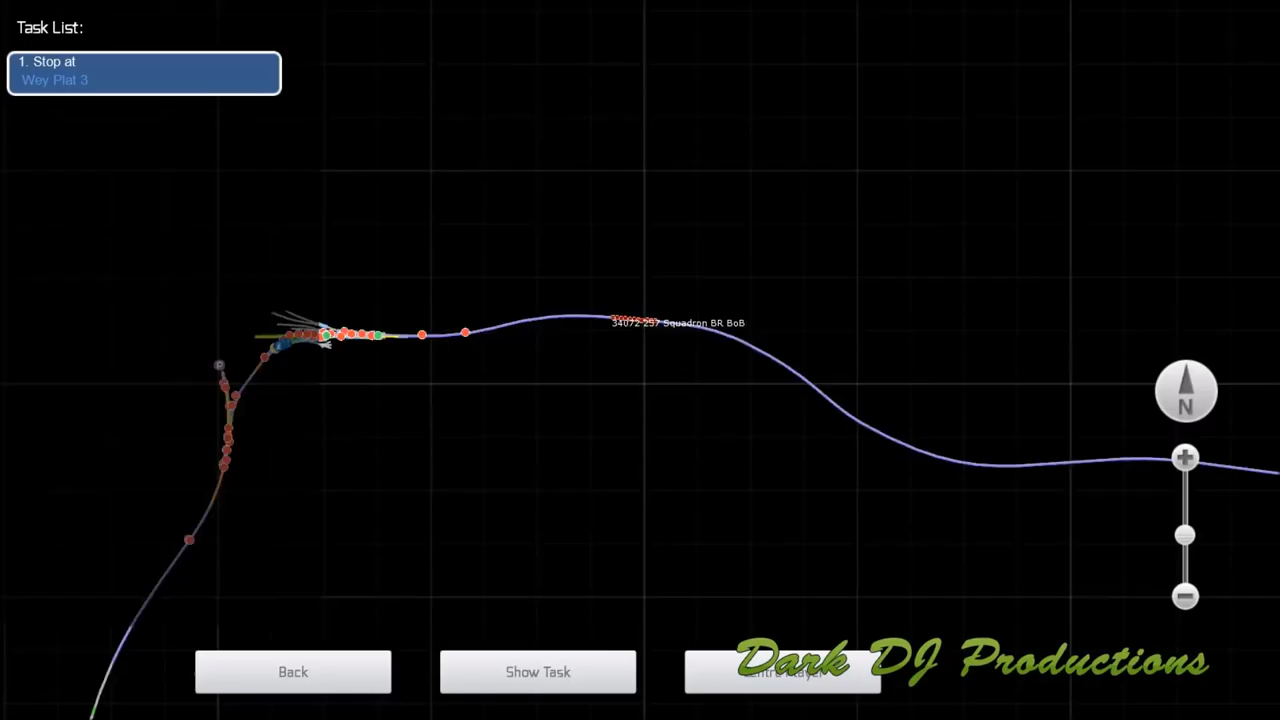 Task List:
1. Stop at
Wey Plat 3
34072-257 Squadron BR BoB
P
N
Back
Show Task
Dark DJ Productions